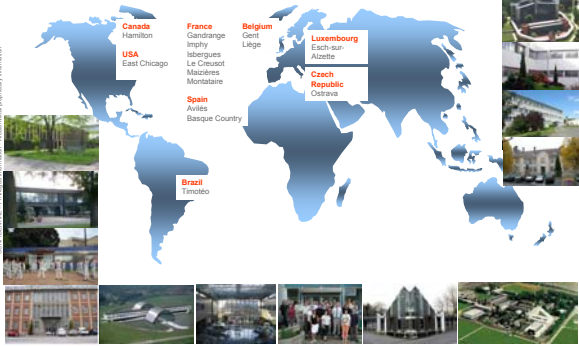 Canada
Hamilton
USA
East Chicago
France
Gandrange
Imphy
Isbergues
Le Creusot
Maizières
Montataire
Spain
Avilés
Basque Country
Belgium
Gent
Liège
Luxembourg
Esch-sur-
Alzette
Czech
Republic
Ostrava
Brazil
Timotéo